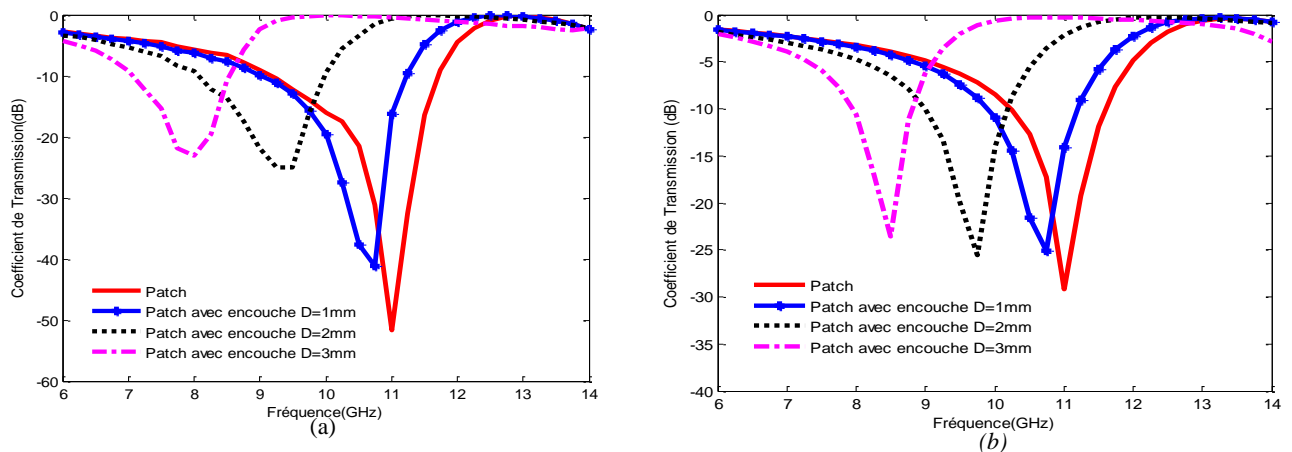 0
-10
-20
-30
-40
-50
-60
Coefficient de Transmission(dB)
Patch
Patch avec encouche D=1mm
Patch avec encouche D=2mm
Patch avec encouche D=3mm
6 7 8 9 10 11 12 13 14
Fréquence(GHz)
(a)
0
-5
-10
-15
-20
-25
-30
-35
-40
Coefficient de Transmission (dB)
Patch
Patch avec encouche D=1mm
Patch avec encouche D=2mm
Patch avec encouche D=3mm
6 7 8 9 10 11 12 13 14
Fréquence(GHz)
(b)